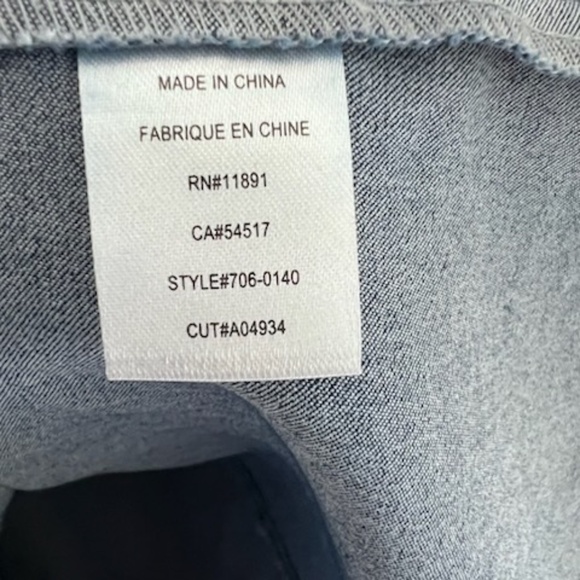 MADE IN CHINA
FABRIQUE EN CHINE
RN#11891
CA#54517
STYLE#706-0140
CUT#A04934